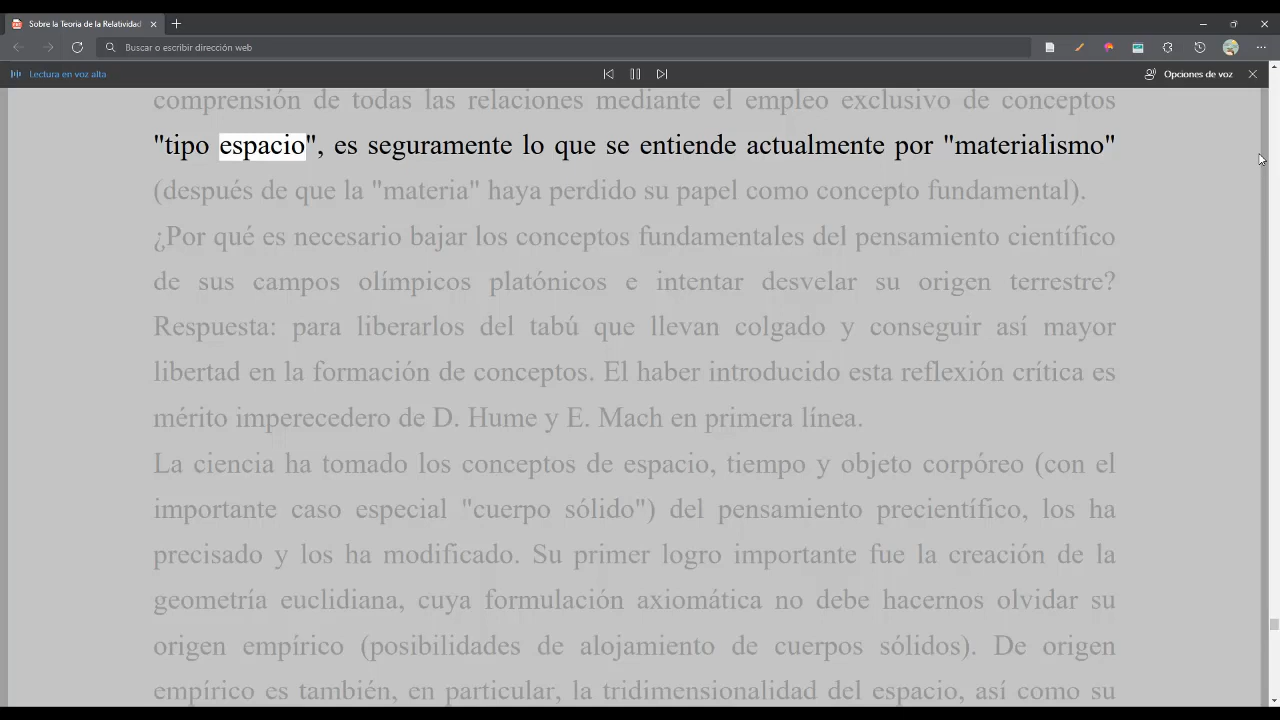 Sobre la Teoria de la Relatividad
Buscar o escribir dirección web
Lectura en voz alta
Opciones de voz
comprensión de todas las relaciones mediante el empleo exclusivo de conceptos
"tipo espacio", es seguramente lo que se entiende actualmente por "materialismo"
(después de que la "materia" haya perdido su papel como concepto fundamental).
¿Por qué es necesario bajar los conceptos fundamentales del pensamiento científico
de sus campos olímpicos platónicos e intentar desvelar su origen terrestre?
Respuesta: para liberarlos del tabú que llevan colgado y conseguir así mayor
libertad en la formación de conceptos. El haber introducido esta reflexión crítica es
mérito imperecedero de D. Hume y E. Mach en primera línea.
La ciencia ha tomado los conceptos de espacio, tiempo y objeto corpóreo (con el
importante caso especial "cuerpo sólido") del pensamiento precientífico, los ha
precisado y los ha modificado. Su primer logro importante fue la creación de la
geometría euclidiana, cuya formulación axiomática no debe hacernos olvidar su
origen empírico (posibilidades de alojamiento de cuerpos sólidos). De origen
empírico es también, en particular, la tridimensionalidad del espacio, así como su